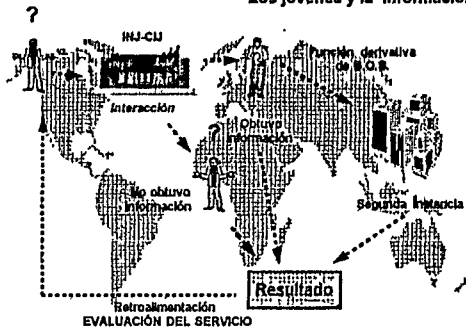 Los jóvenes y la información
?
INJ-CIJ
Interacción
Función derivativa
de S.O.S.
?
Obtuvo
información
No obtuvo
información
Segunda Instancia
Resultado
Retroalimentación
EVALUACIÓN DEL SERVICIO